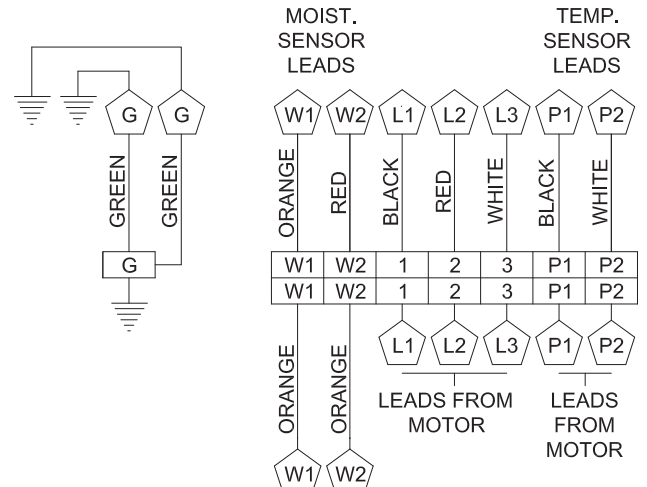 MOIST.
SENSOR
LEADS
TEMP.
SENSOR
LEADS
G G
W1 W2 L1 L2 L3 P1 P2
GREEN
GREEN
ORANGE
RED
BLACK
RED
WHITE
BLACK
WHITE
G
W1 W2 1 2 3 P1 P2
W1 W2 1 2 3 P1 P2
L1 L2 L3 P1 P2
ORANGE
ORANGE
LEADS FROM
MOTOR
LEADS
FROM
MOTOR
W1 W2